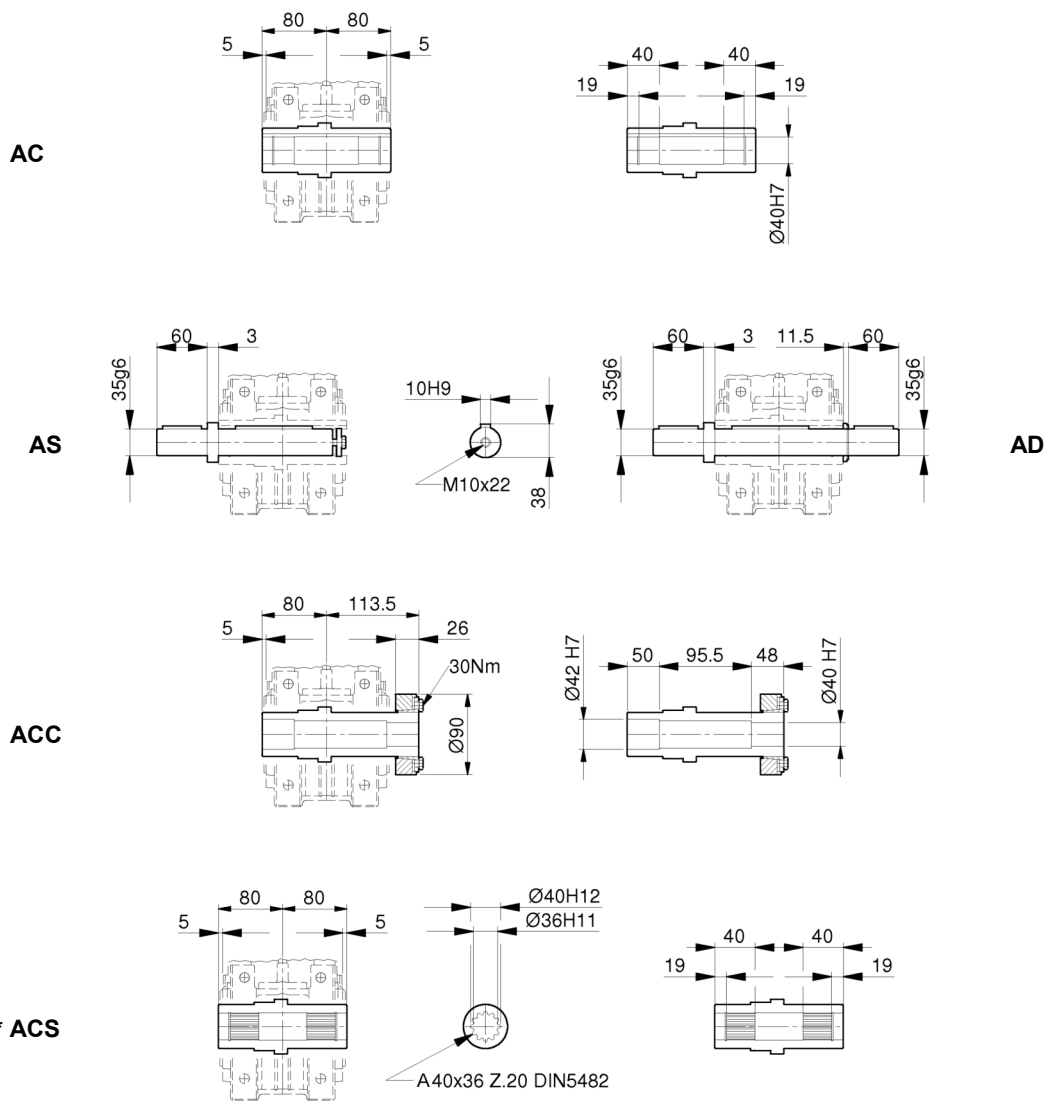 80 80
5 5
40 40
19 19
AC
Ø40H7
60 3
35g6
10H9
M10x22
38
60 3 11.5 60
35g6
35g6
AS
AD
80 113.5
5 26
30Nm
Ø90
50 95.5 48
Ø42 H7
Ø40 H7
ACC
80 80
5 5
Ø40H12
Ø36H11
40 40
19 19
* ACS
A40x36 Z.20 DIN5482